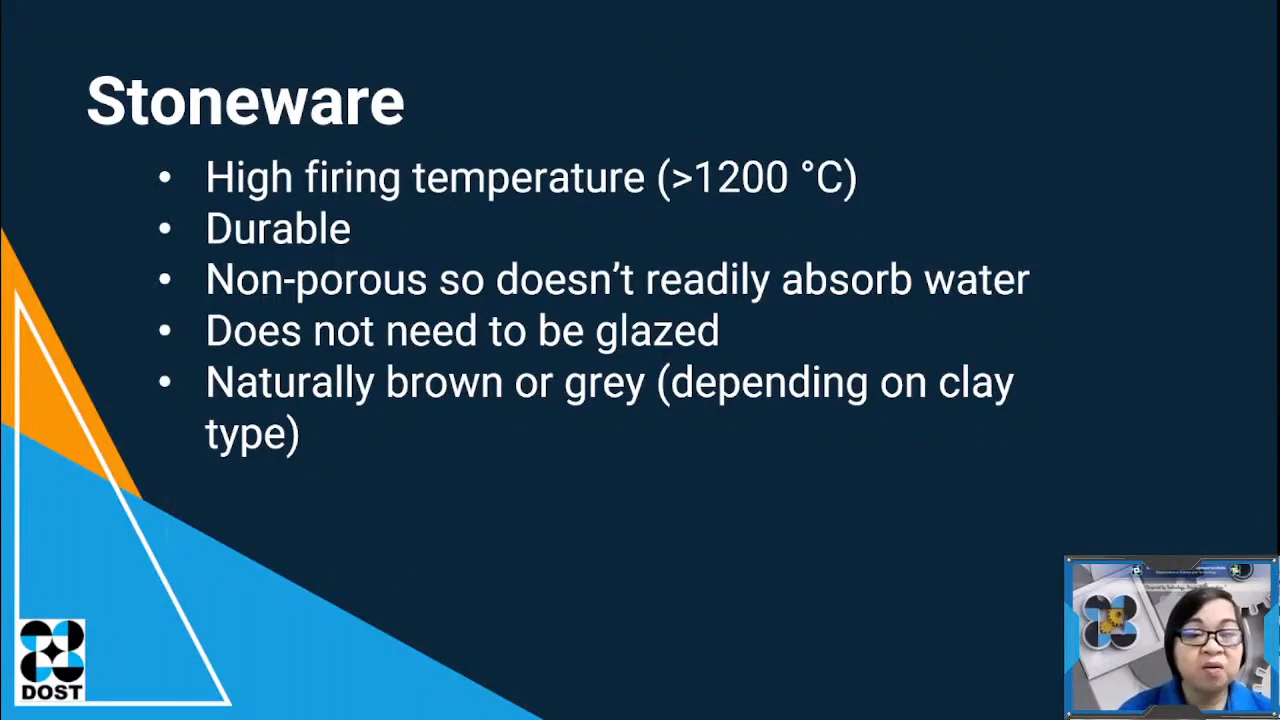 Stoneware
• High firing temperature (>1200 °C)
• Durable
• Non-porous so doesn't readily absorb water
• Does not need to be glazed
• Naturally brown or grey (depending on clay
type)
DOST